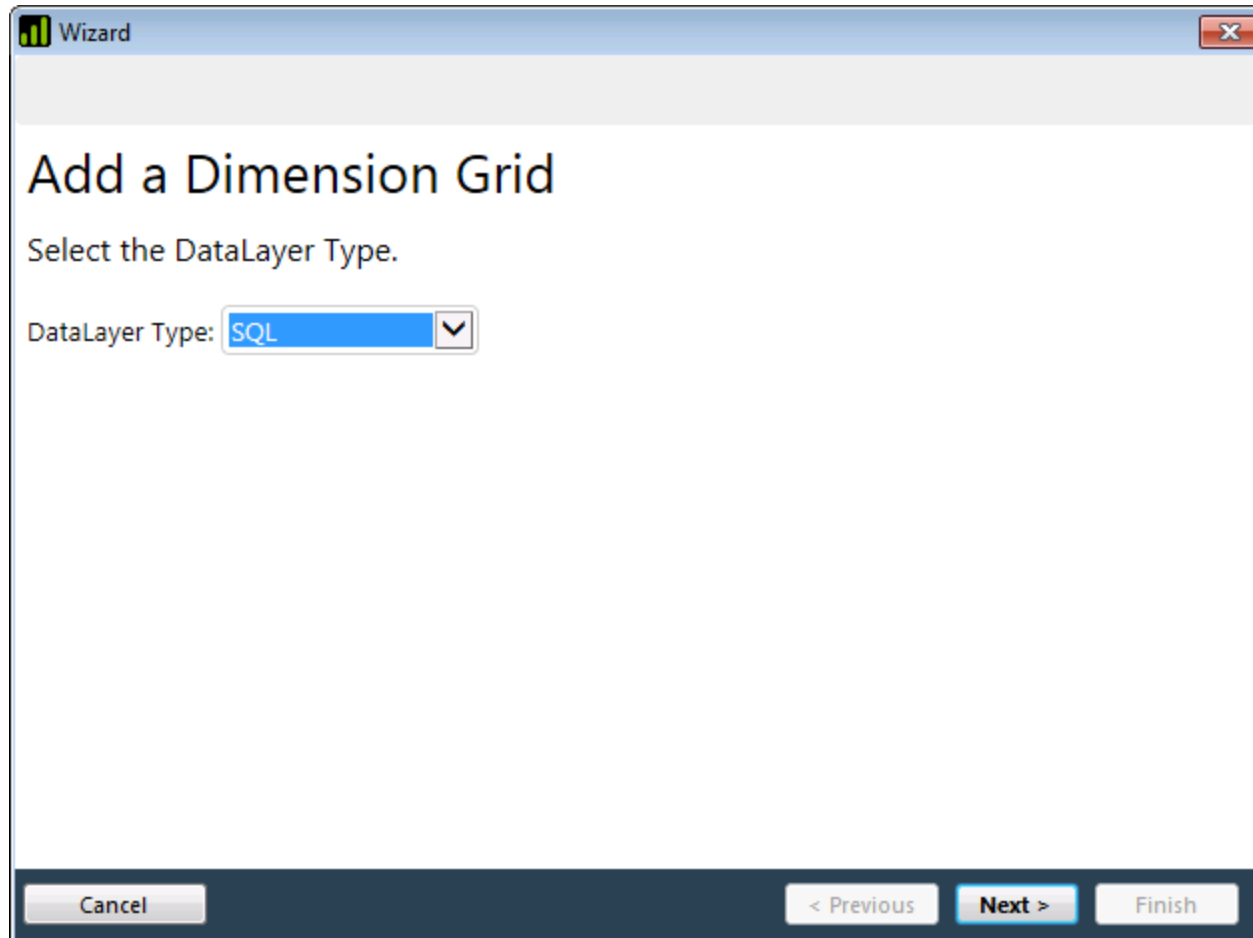 Wizard
Add a Dimension Grid
Select the DataLayer Type.
DataLayer Type: SQL
Cancel < Previous Next > Finish